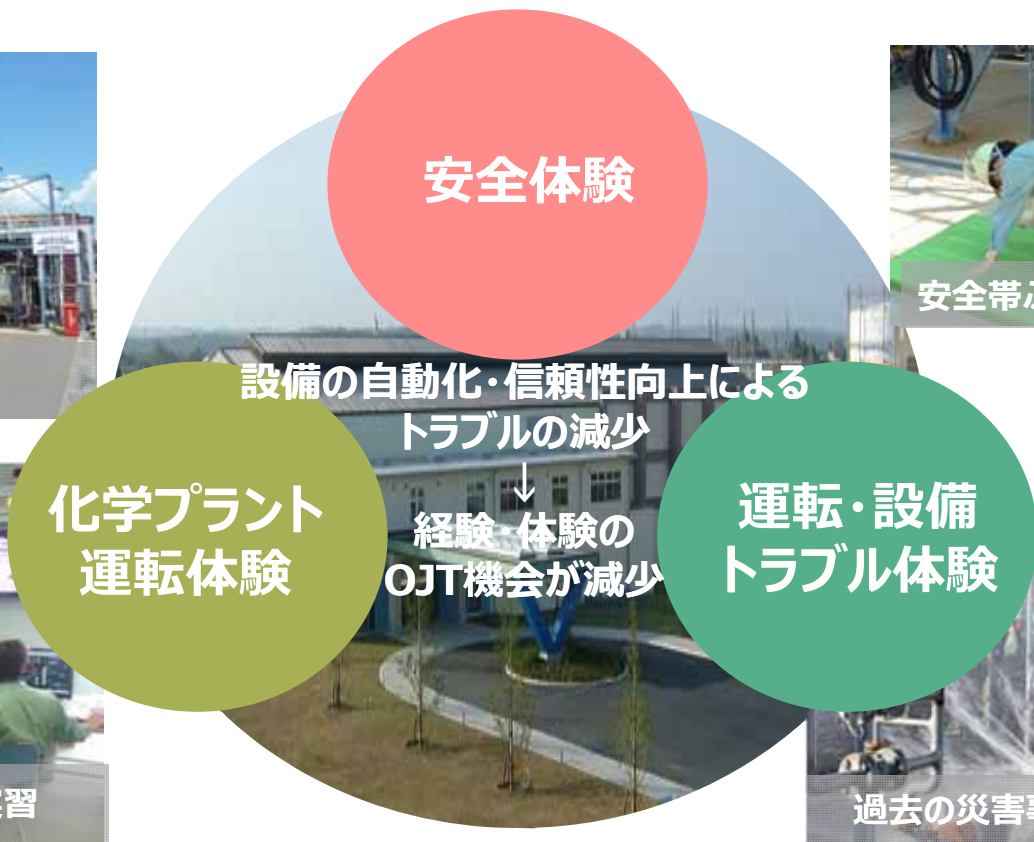 安全体験
安全帯ぶ
設備の自動化・信頼性向上による
トラブルの減少
↓
経験・体験の
OJT機会が減少
化学プラント
運転体験
運転・設備
トラブル体験
習
過去の災害